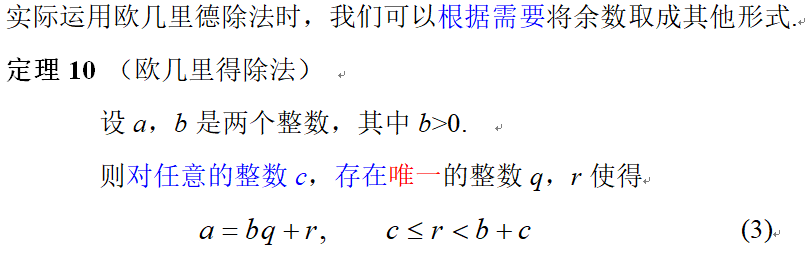 实际运用欧几里德除法时，我们可以根据需要将余数取成其他形式.
定理 10 （欧几里得除法）
设 a，b 是两个整数，其中 b>0.
则对任意的整数 c，存在唯一的整数 q，r 使得
a = bq + r,  c ≤ r < b + c  (3)